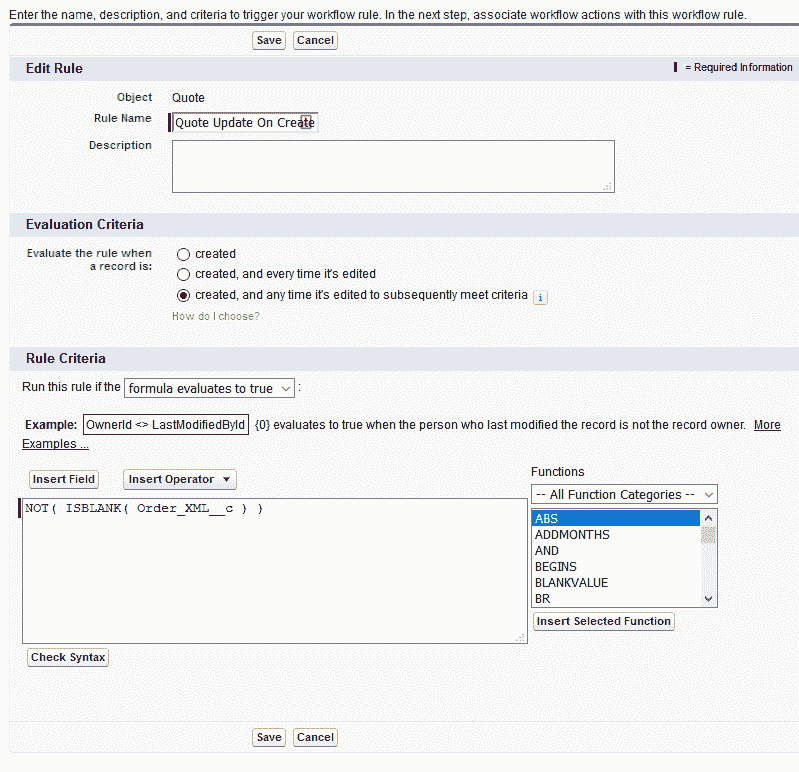 Enter the name, description, and criteria to trigger your workflow rule. In the next step, associate workflow actions with this workflow rule.
Save Cancel
Edit Rule = Required Information
Object Quote
Rule Name Quote Update On Create
Description
Evaluation Criteria
Evaluate the rule when a record is:
created
created, and every time it's edited
created, and any time it's edited to subsequently meet criteria i
How do I choose?
Rule Criteria
Run this rule if the formula evaluates to true :
Example: OwnerId <> LastModifiedById {0} evaluates to true when the person who last modified the record is not the record owner. More
Examples ...
Functions
Insert Field Insert Operator
-- All Function Categories --
NOT( ISBLANK( Order_XML__c ) )
ABS
ADDMONTHS
AND
BEGINS
BLANKVALUE
BR
Insert Selected Function
Check Syntax
Save Cancel